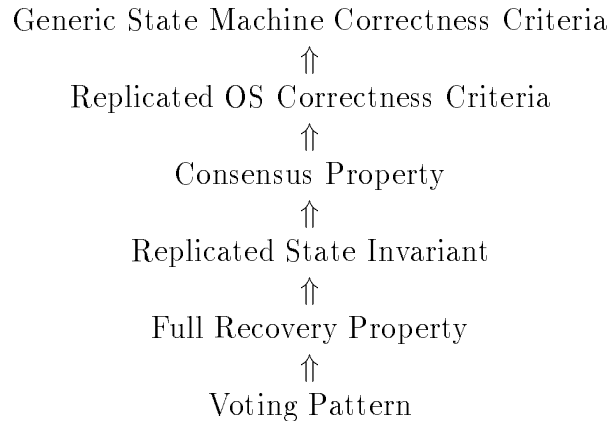 Generic State Machine Correctness Criteria
⇑
Replicated OS Correctness Criteria
⇑
Consensus Property
⇑
Replicated State Invariant
⇑
Full Recovery Property
⇑
Voting Pattern